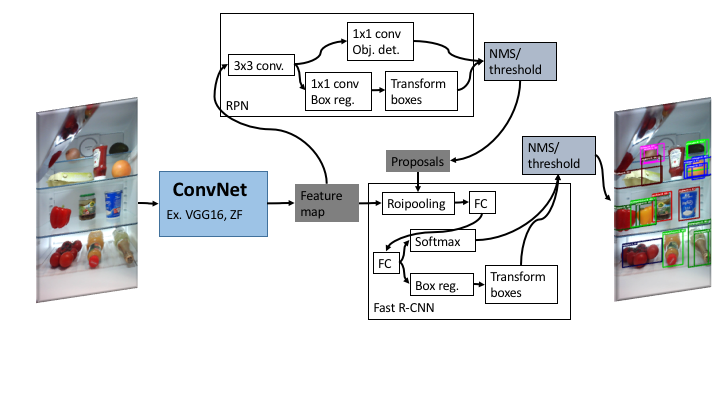 1x1 conv
Obj. det.
NMS/
threshold
3x3 conv.
1x1 conv
Box reg.
Transform
boxes
RPN
NMS/
threshold
Proposals
ConvNet
Ex. VGG16, ZF
Feature
map
Roipooling
FC
Softmax
FC
Box reg.
Transform
boxes
Fast R-CNN